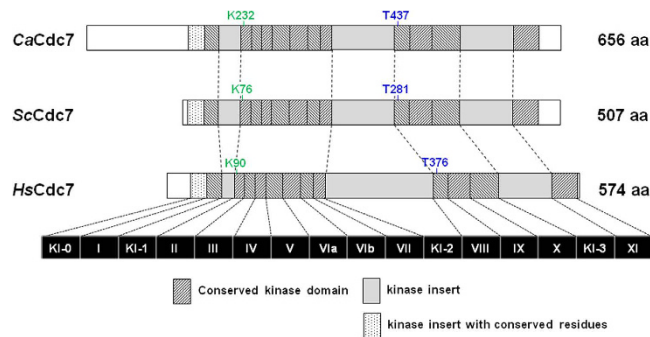 K232 T437
CaCdc7 656 aa
K76 T281
ScCdc7 507 aa
K90 T376
HsCdc7 574 aa
KI-0 I KI-1 II III IV V VIa VIb VII KI-2 VIII IX X KI-3 XI
Conserved kinase domain kinase insert
kinase insert with conserved residues